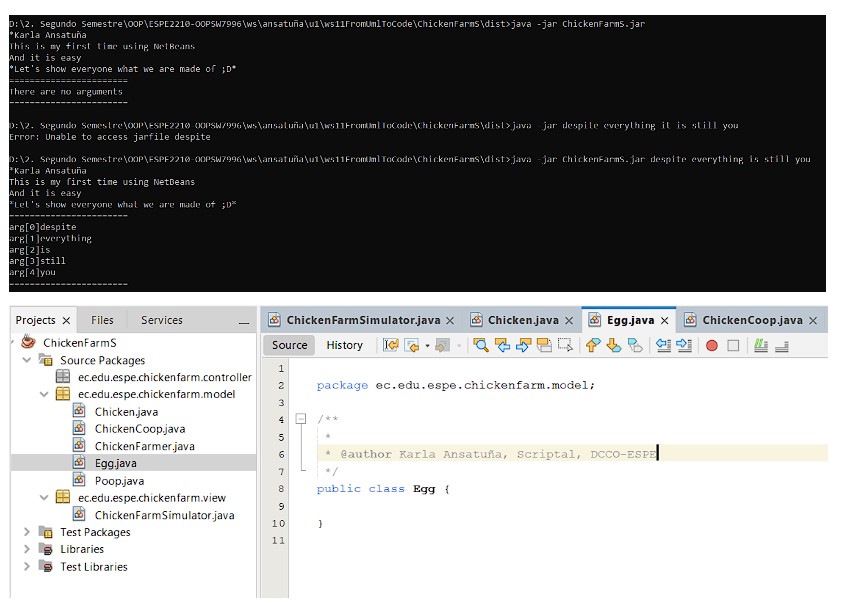 D:\2. Segundo Semestre\OOP\ESPE2210-OOPSW7996\ws\ansatuña\u1\ws11FromUmlToCode\ChickenFarmS\dist>java -jar ChickenFarmS.jar
*Karla Ansatuña
This is my first time using NetBeans
And it is easy
*Let's show everyone what we are made of ;D*
=======================
There are no arguments
-----------------------
D:\2. Segundo Semestre\OOP\ESPE2210-OOPSW7996\ws\ansatuña\u1\ws11FromUmlToCode\ChickenFarmS\dist>java -jar despite everything it is still you
Error: Unable to access jarfile despite
D:\2. Segundo Semestre\OOP\ESPE2210-OOPSW7996\ws\ansatuña\u1\ws11FromUmlToCode\ChickenFarmS\dist>java -jar ChickenFarmS.jar despite everything is still you
*Karla Ansatuña
This is my first time using NetBeans
And it is easy
*Let's show everyone what we are made of ;D*
-----------------------
arg[0]despite
arg[1]everything
arg[2]is
arg[3]still
arg[4]you
-----------------------
Projects Files Services
ChickenFarmS
Source Packages
ec.edu.espe.chickenfarm.controller
ec.edu.espe.chickenfarm.model
Chicken.java
ChickenCoop.java
ChickenFarmer.java
Egg.java
Poop.java
ec.edu.espe.chickenfarm.view
ChickenFarmSimulator.java
Test Packages
Libraries
Test Libraries
ChickenFarmSimulator.java Chicken.java Egg.java ChickenCoop.java
Source History
1
2 package ec.edu.espe.chickenfarm.model;
3
4 /**
5 *
6 * @author Karla Ansatuña, Scriptal, DCCO-ESPE
7 */
8 public class Egg {
9
10 }
11